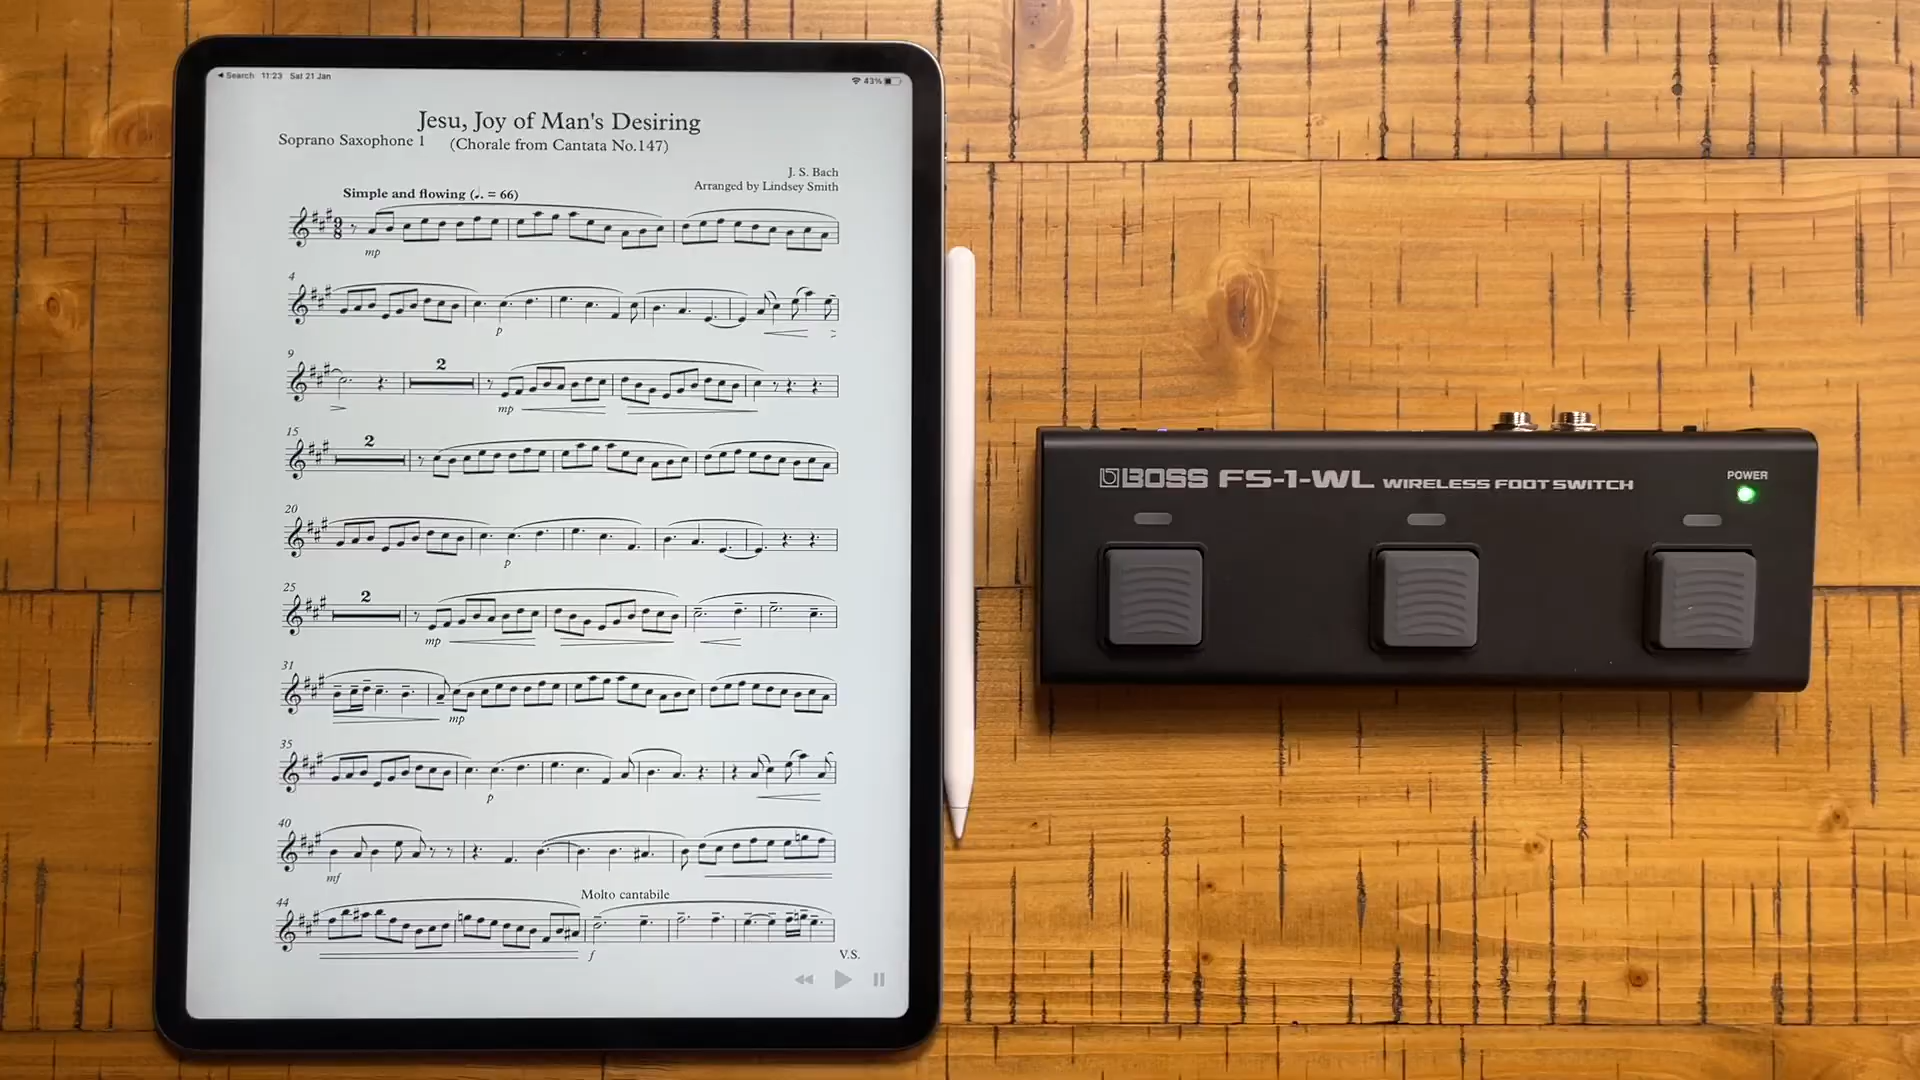 ◀ Search 11:23 Sat 21 Jan 43%
Jesu, Joy of Man's Desiring
Soprano Saxophone 1 (Chorale from Cantata No.147)
J. S. Bach
Arranged by Lindsey Smith
Simple and flowing (♩. = 66)
9
8
mp
4
p
9
2
mp
15
2
20
p
25
2
mp
31
mp
35
p
40
mf
44
Molto cantabile
f
V.S.
BOSS FS-1-WL WIRELESS FOOT SWITCH
POWER